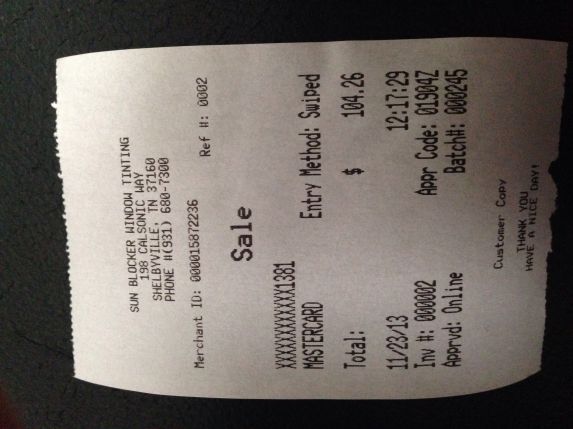 SUN BLOCKER WINDOW TINTING
198 CALSONIC WAY
SHELBYVILLE, TN 37160
PHONE #(931) 680-7300
Merchant ID: 000015872236 Ref #: 0002
Sale
XXXXXXXXXXXX1381
MASTERCARD Entry Method: Swiped
Total: $ 104.26
11/23/13 12:17:29
Inv #: 000002 Appr Code: 01904Z
Apprvd: Online Batch#: 000245
Customer Copy
THANK YOU
HAVE A NICE DAY!